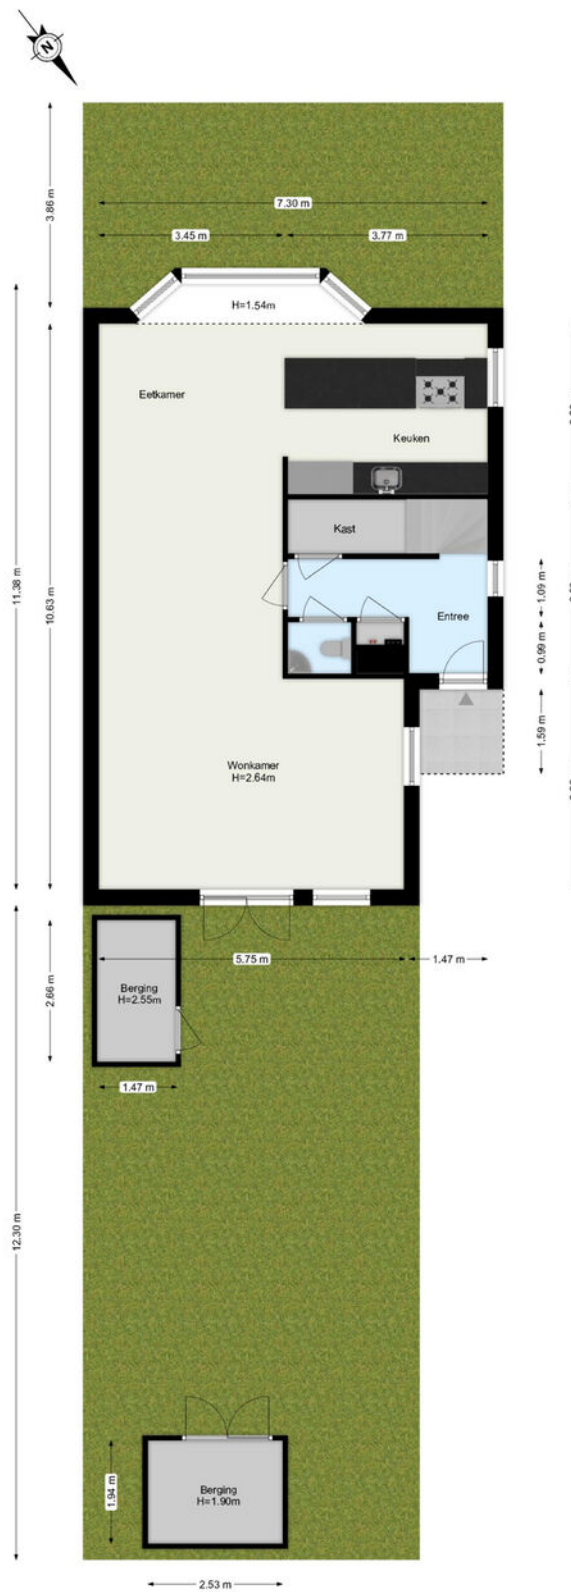 N
3.86 m
7.30 m
3.45 m
3.77 m
H=1.54m
Eetkamer
Keuken
Kast
11.38 m
10.63 m
1.09 m
Entree
0.99 m
1.59 m
Wonkamer
H=2.64m
5.75 m
1.47 m
2.66 m
Berging
H=2.55m
1.47 m
12.30 m
1.94 m
Berging
H=1.90m
2.53 m